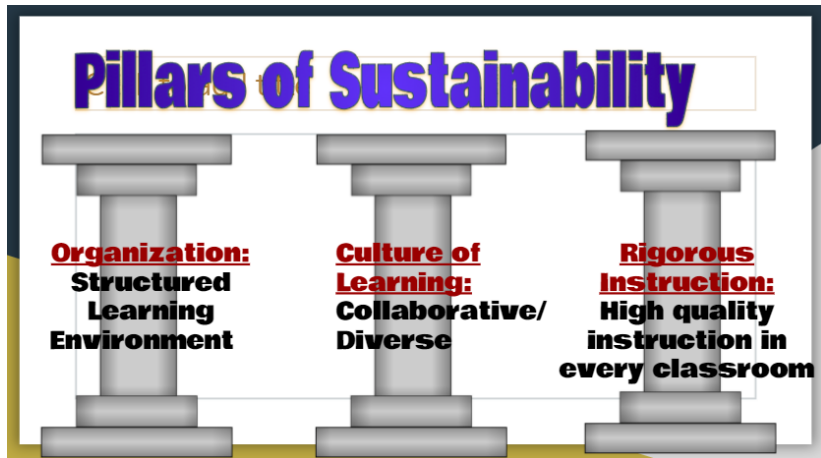 Pillars of Sustainability
Organization:
Structured
Learning
Environment
Culture of
Learning:
Collaborative/
Diverse
Rigorous
Instruction:
High quality
instruction in
every classroom